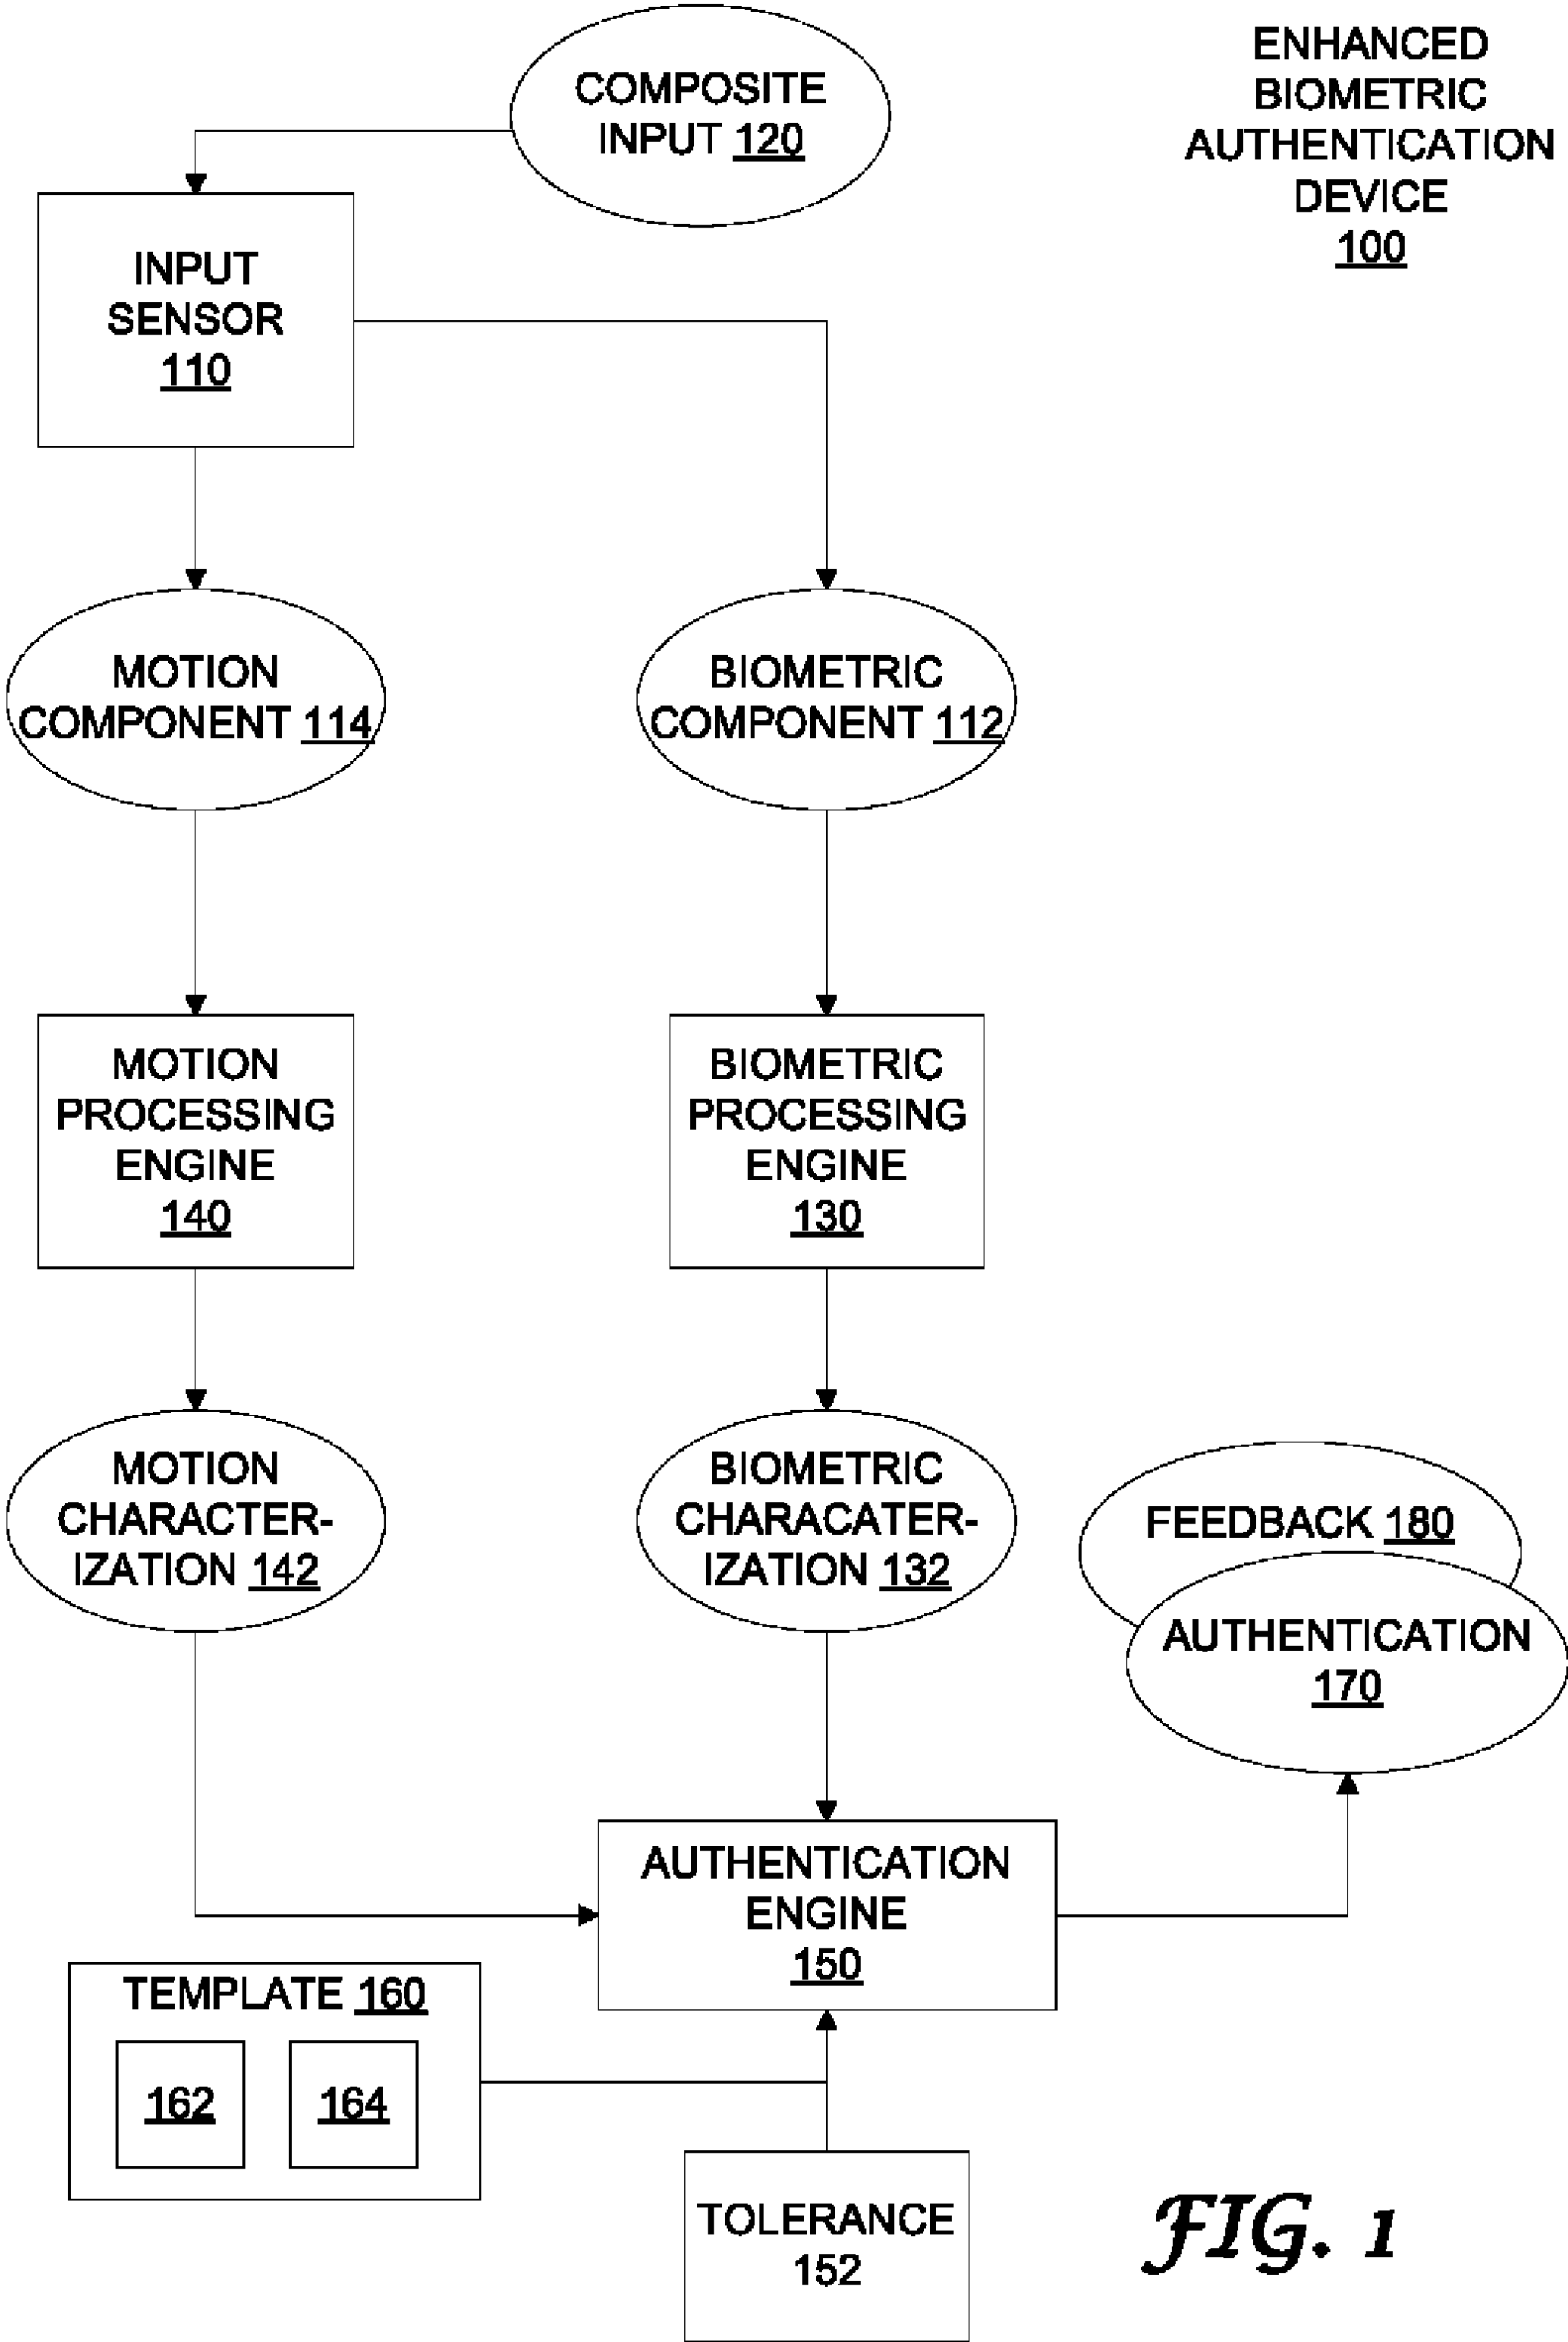 COMPOSITE
INPUT 120
ENHANCED
BIOMETRIC
AUTHENTICATION
DEVICE
100
INPUT
SENSOR
110
MOTION
COMPONENT 114
BIOMETRIC
COMPONENT 112
MOTION
PROCESSING
ENGINE
140
BIOMETRIC
PROCESSING
ENGINE
130
MOTION
CHARACTER-
IZATION 142
BIOMETRIC
CHARACATER-
IZATION 132
FEEDBACK 180
AUTHENTICATION
170
AUTHENTICATION
ENGINE
150
TEMPLATE 160
162
164
TOLERANCE
152
FIG. 1